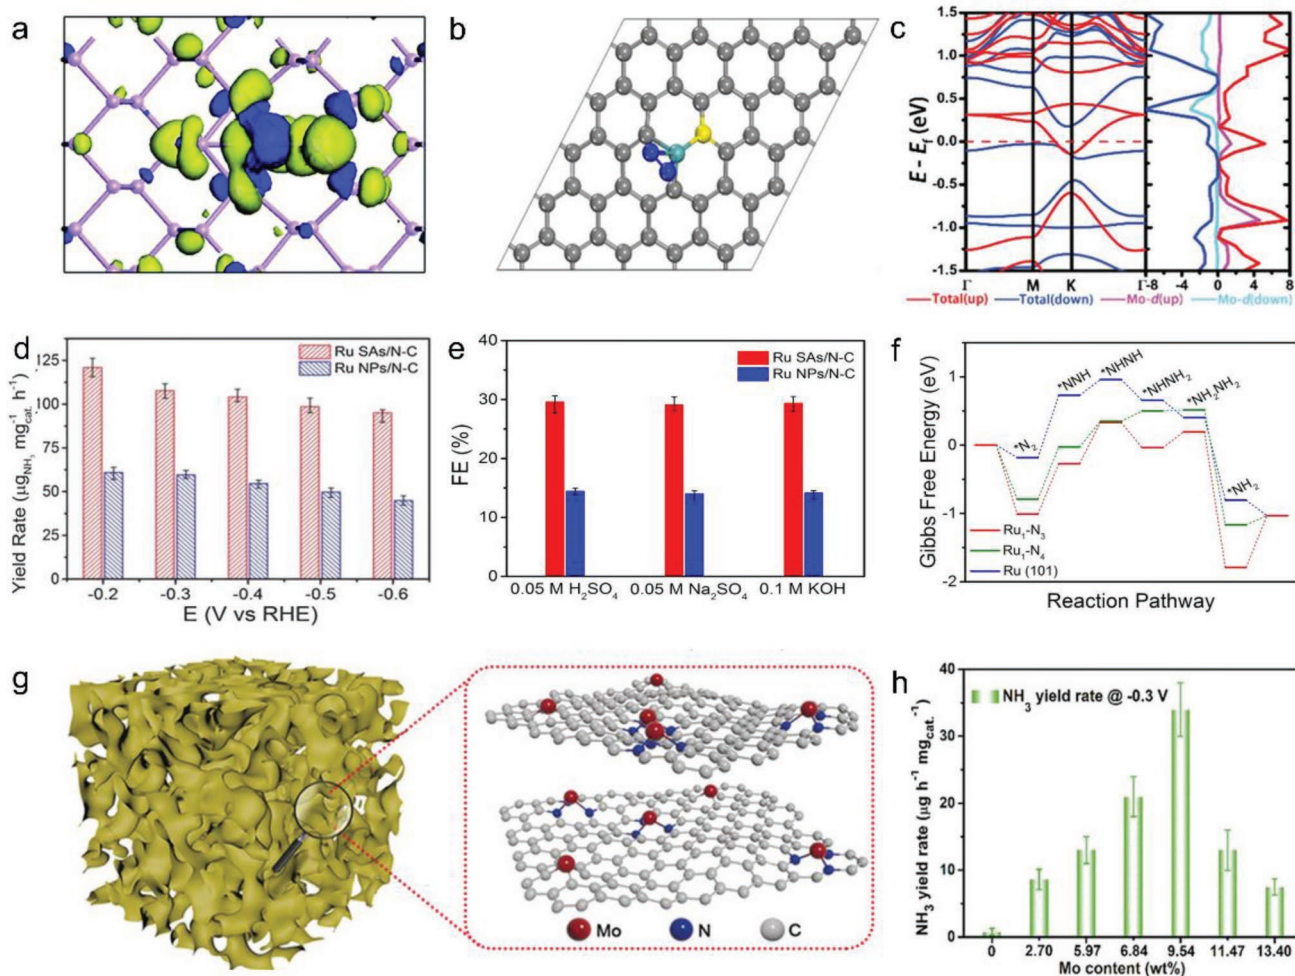 a
b
c
E - E_f (eV)
1.5
1.0
0.5
0.0
-0.5
-1.0
-1.5
Γ M K Γ -8 -4 0 4 8
Total(up) Total(down) Mo-d(up) Mo-d(down)
d
Yield Rate (μg_NH₃ mg⁻¹_cat. h⁻¹)
125
100
75
50
25
0
Ru SAs/N-C
Ru NPs/N-C
-0.2 -0.3 -0.4 -0.5 -0.6
E (V vs RHE)
e
FE (%)
40
30
20
10
0
Ru SAs/N-C
Ru NPs/N-C
0.05 M H₂SO₄ 0.05 M Na₂SO₄ 0.1 M KOH
f
Gibbs Free Energy (eV)
1
0
-1
-2
*N₂
*NNH
*NHNH
*NHNH₂
*NH₂NH₂
*NH₂
Ru₁-N₃
Ru₁-N₄
Ru (101)
Reaction Pathway
g
Mo N C
h
NH₃ yield rate (μg h⁻¹ mg_cat.⁻¹)
40
30
20
10
0
NH₃ yield rate @ -0.3 V
0 2.70 5.97 6.84 9.54 11.47 13.40
Mo content (wt%)